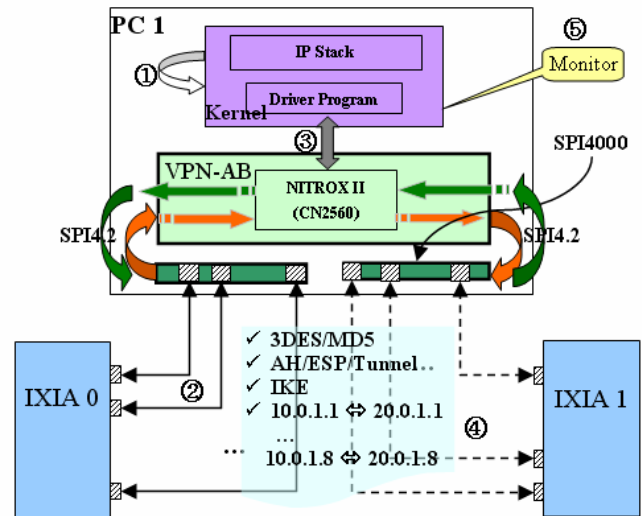 PC 1
⑤
IP Stack
Monitor
①
Driver Program
Kernel
③
SPI4000
VPN-AB
NITROX II
(CN2560)
SPI4.2
SPI4.2
✓ 3DES/MD5
✓ AH/ESP/Tunnel..
✓ IKE
✓ 10.0.1.1 ⇔ 20.0.1.1
...
... 10.0.1.8 ⇔ 20.0.1.8
IXIA 0
②
④
IXIA 1